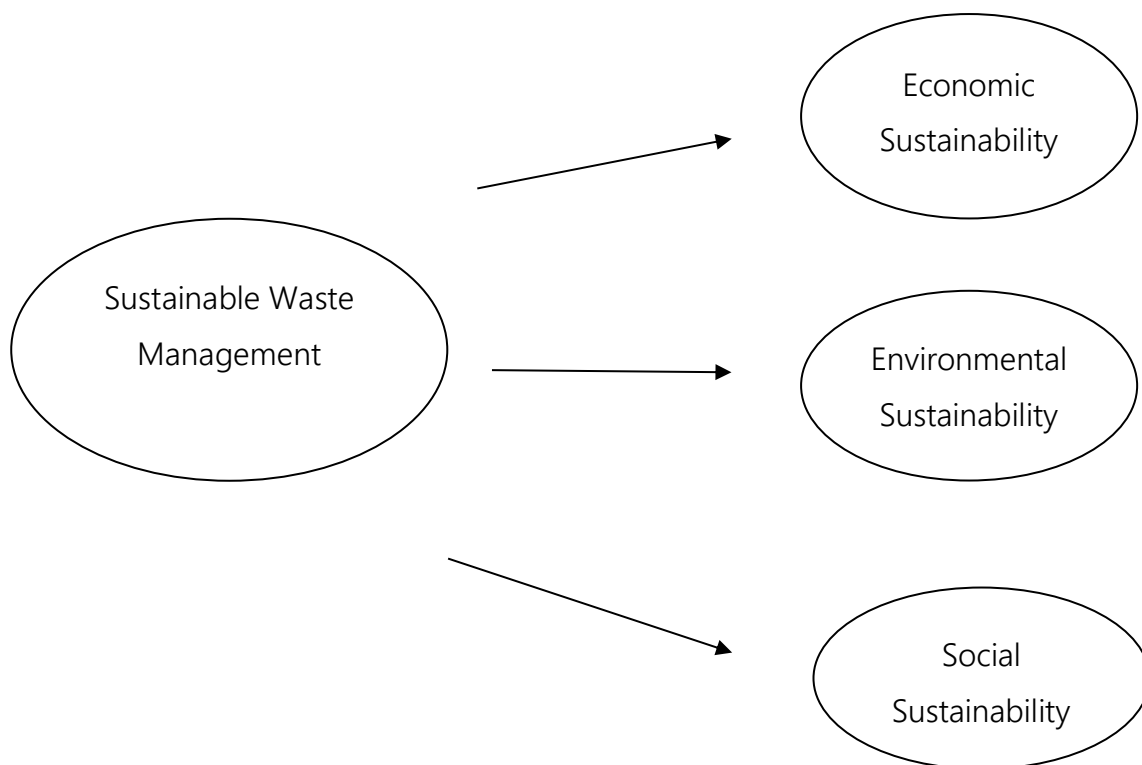 Economic
Sustainability
Sustainable Waste
Management
Environmental
Sustainability
Social
Sustainability